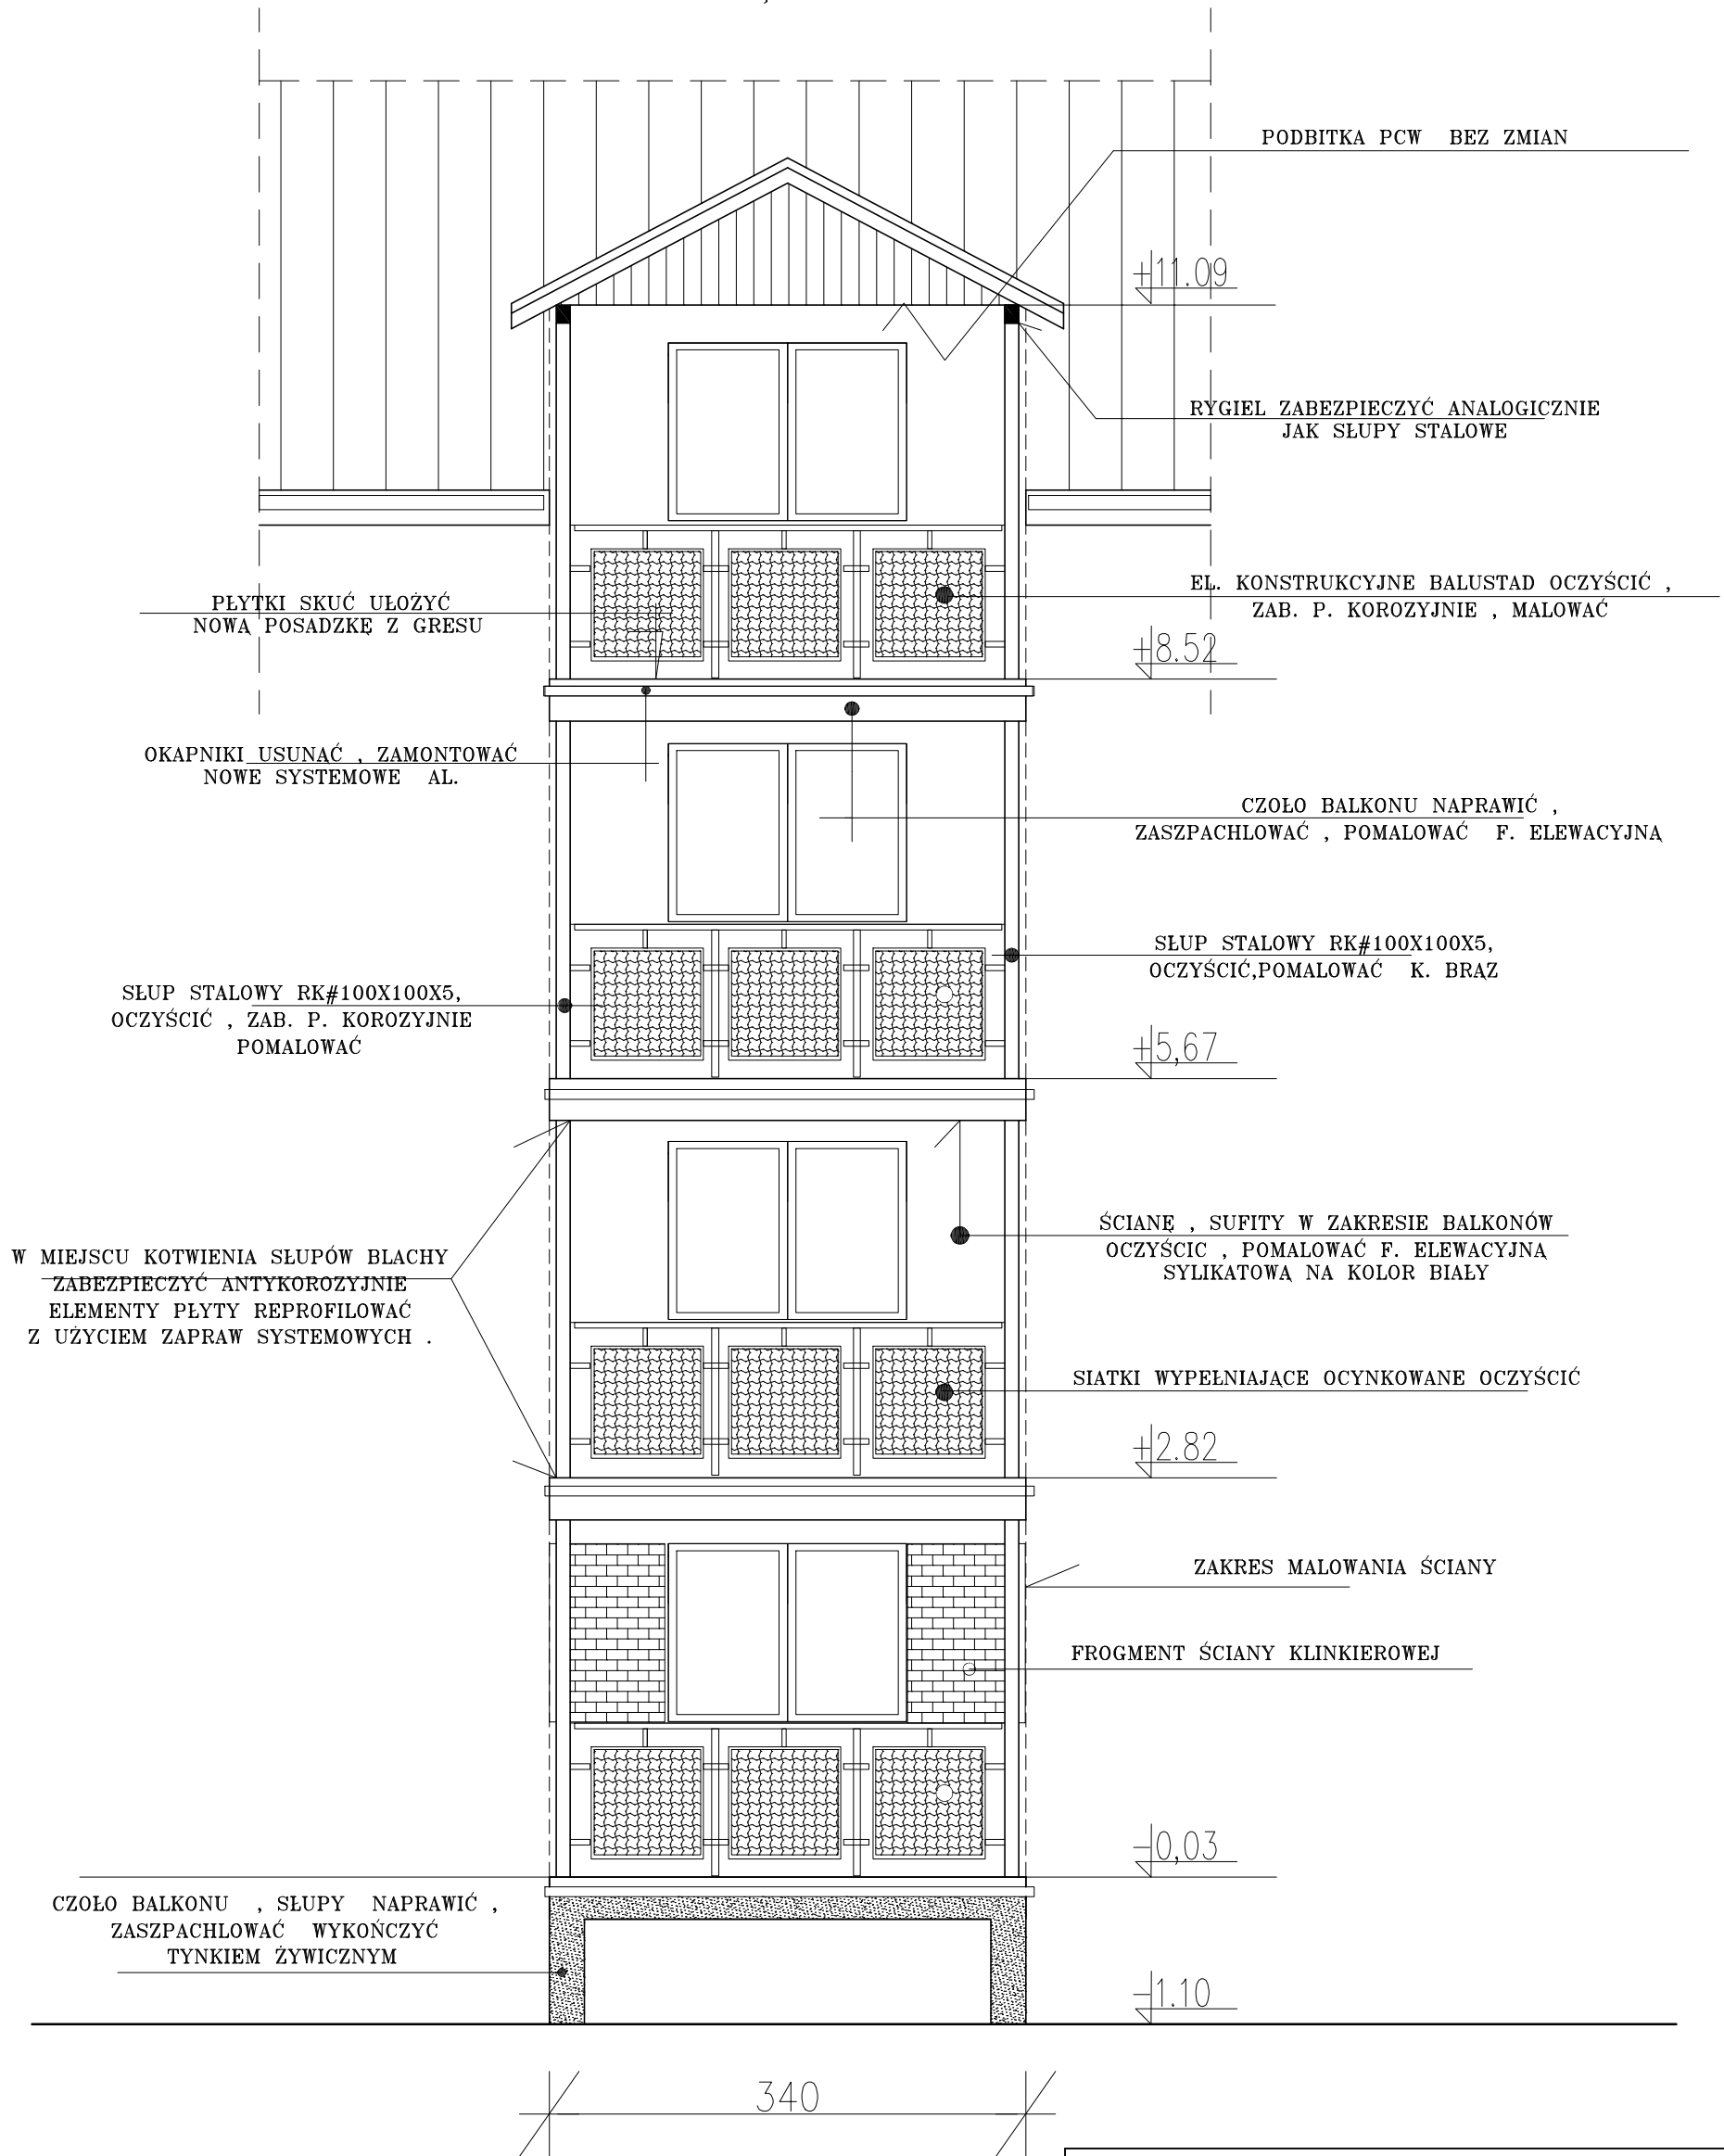 PODBITKA PCW BEZ ZMIAN
+11.09
RYGIEL ZABEZPIECZYĆ ANALOGICZNIE
JAK SŁUPY STALOWE
EL. KONSTRUKCYJNE BALUSTAD OCZYŚCIĆ ,
ZAB. P. KOROZYJNIE , MALOWAĆ
PŁYTKI SKUĆ UŁOŻYĆ
NOWĄ POSADZKĘ Z GRESU
+8.52
OKAPNIKI USUNĄĆ , ZAMONTOWAĆ
NOWE SYSTEMOWE AL.
CZOŁO BALKONU NAPRAWIĆ ,
ZASZPACHLOWAĆ , POMALOWAĆ F. ELEWACYJNĄ
SŁUP STALOWY RK#100X100X5,
OCZYŚCIĆ,POMALOWAĆ K. BRĄZ
SŁUP STALOWY RK#100X100X5,
OCZYŚCIĆ , ZAB. P. KOROZYJNIE
POMALOWAĆ
+5,67
ŚCIANĘ , SUFITY W ZAKRESIE BALKONÓW
OCZYŚCIC , POMALOWAĆ F. ELEWACYJNĄ
SYLIKATOWĄ NA KOLOR BIAŁY
W MIEJSCU KOTWIENIA SŁUPÓW BLACHY
ZABEZPIECZYĆ ANTYKOROZYJNIE
ELEMENTY PŁYTY REPROFILOWAĆ
Z UŻYCIEM ZAPRAW SYSTEMOWYCH .
SIATKI WYPEŁNIAJĄCE OCYNKOWANE OCZYŚCIĆ
+2.82
ZAKRES MALOWANIA ŚCIANY
FROGMENT ŚCIANY KLINKIEROWEJ
-0,03
CZOŁO BALKONU , SŁUPY NAPRAWIĆ ,
ZASZPACHLOWAĆ WYKOŃCZYĆ
TYNKIEM ŻYWICZNYM
-1.10
340